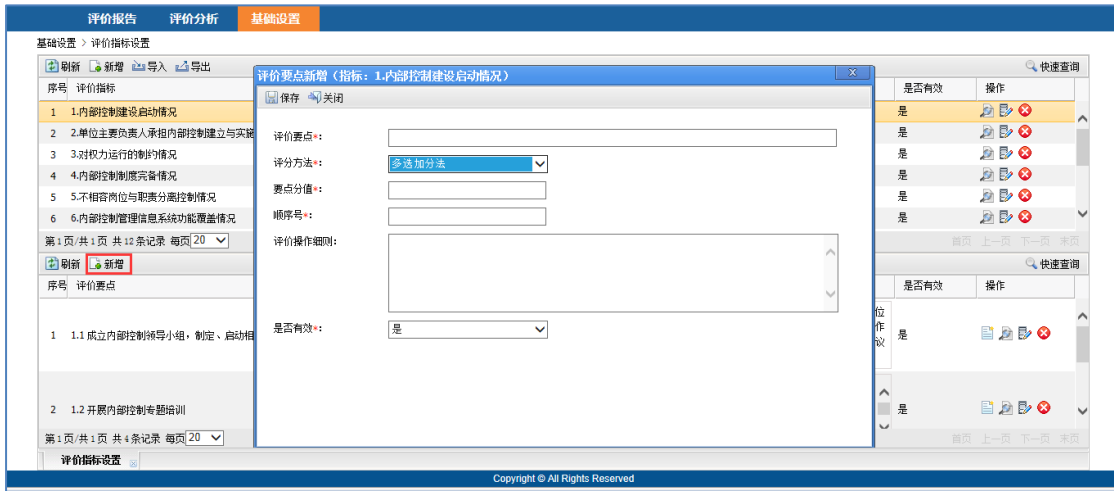 评价报告 评价分析 基础设置
基础设置 > 评价指标设置
刷新 新增 导入 导出 快速查询
序号 评价指标 是否有效 操作
1 1.内部控制建设启动情况 是
2 2.单位主要负责人承担内部控制建立与实施 是
3 3.对权力运行的制约情况 是
4 4.内部控制制度完备情况 是
5 5.不相容岗位与职责分离控制情况 是
6 6.内部控制管理信息系统功能覆盖情况 是
第1页/共1页 共12条记录 每页 20 首页 上一页 下一页 末页
刷新 新增 快速查询
序号 评价要点 是否有效 操作
1 1.1 成立内部控制领导小组，制定、启动相 是
位
作
议
2 1.2 开展内部控制专题培训 是
第1页/共1页 共4条记录 每页 20 首页 上一页 下一页 末页
评价指标设置
评价要点新增（指标：1.内部控制建设启动情况） X
保存 关闭
评价要点*:
评分方法*: 多选加分法
要点分值*:
顺序号*:
评价操作细则:
是否有效*: 是
Copyright © All Rights Reserved